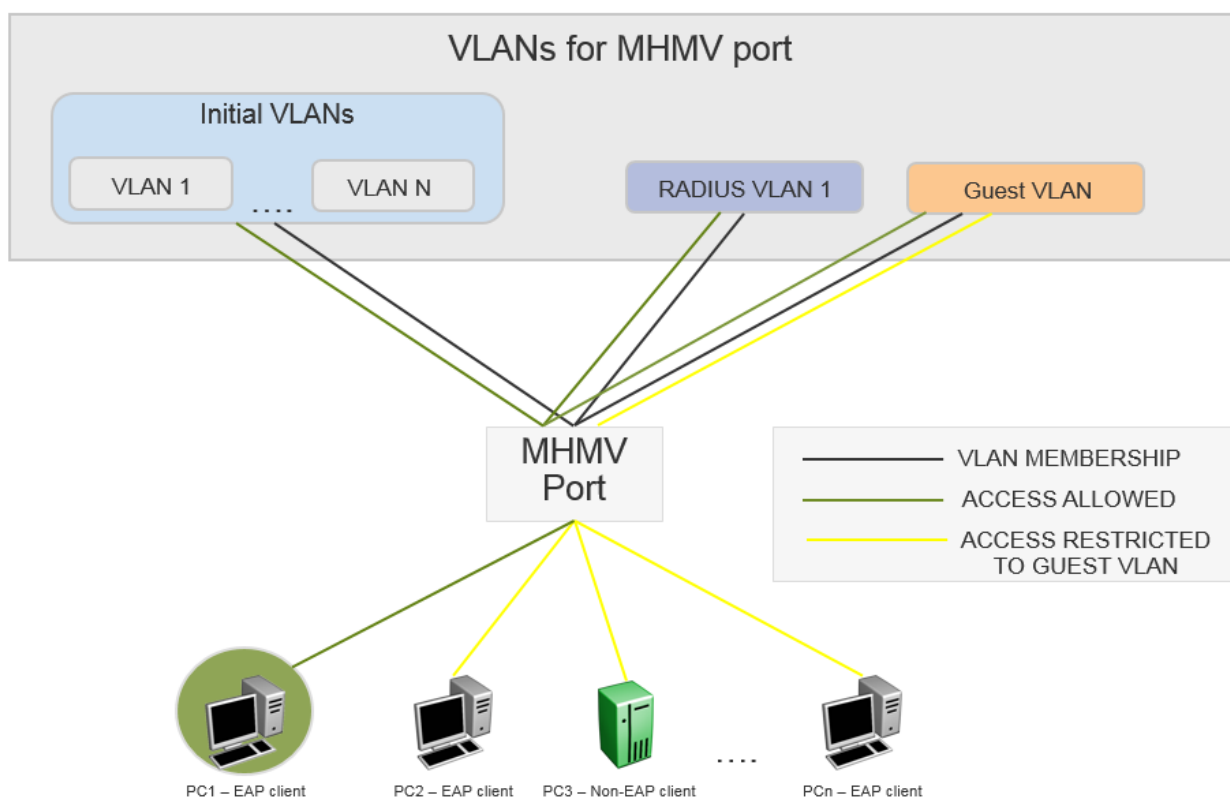 VLANs for MHMV port
Initial VLANs
VLAN 1
....
VLAN N
RADIUS VLAN 1
Guest VLAN
MHMV
Port
VLAN MEMBERSHIP
ACCESS ALLOWED
ACCESS RESTRICTED
TO GUEST VLAN
PC1 – EAP client
PC2 – EAP client
PC3 – Non-EAP client
....
PCn – EAP client